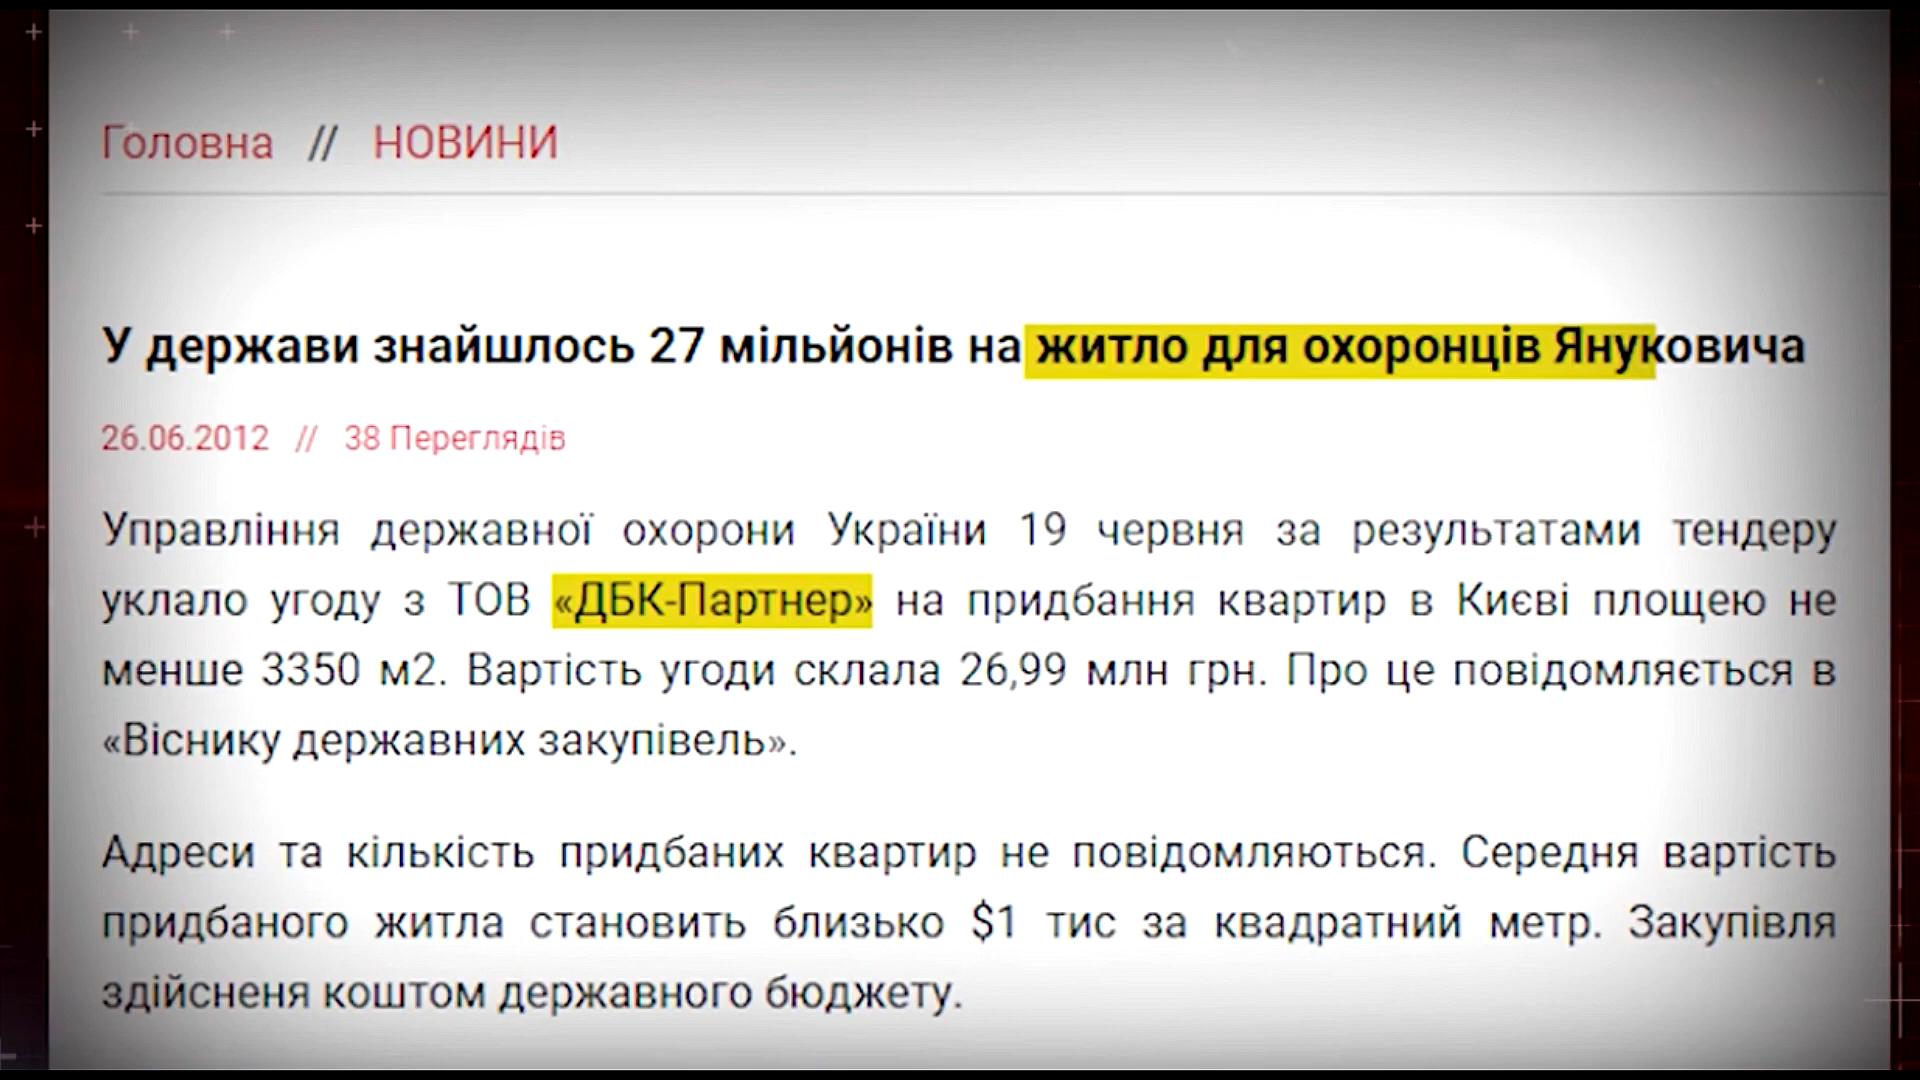 Головна // НОВИНИ
У держави знайшлось 27 мільйонів на житло для охоронців Януковича
26.06.2012 // 38 Переглядів
Управління державної охорони України 19 червня за результатами тендеру
уклало угоду з ТОВ «ДБК-Партнер» на придбання квартир в Києві площею не
менше 3350 м2. Вартість угоди склала 26,99 млн грн. Про це повідомляється в
«Віснику державних закупівель».
Адреси та кількість придбаних квартир не повідомляються. Середня вартість
придбаного житла становить близько $1 тис за квадратний метр. Закупівля
здійсненя коштом державного бюджету.